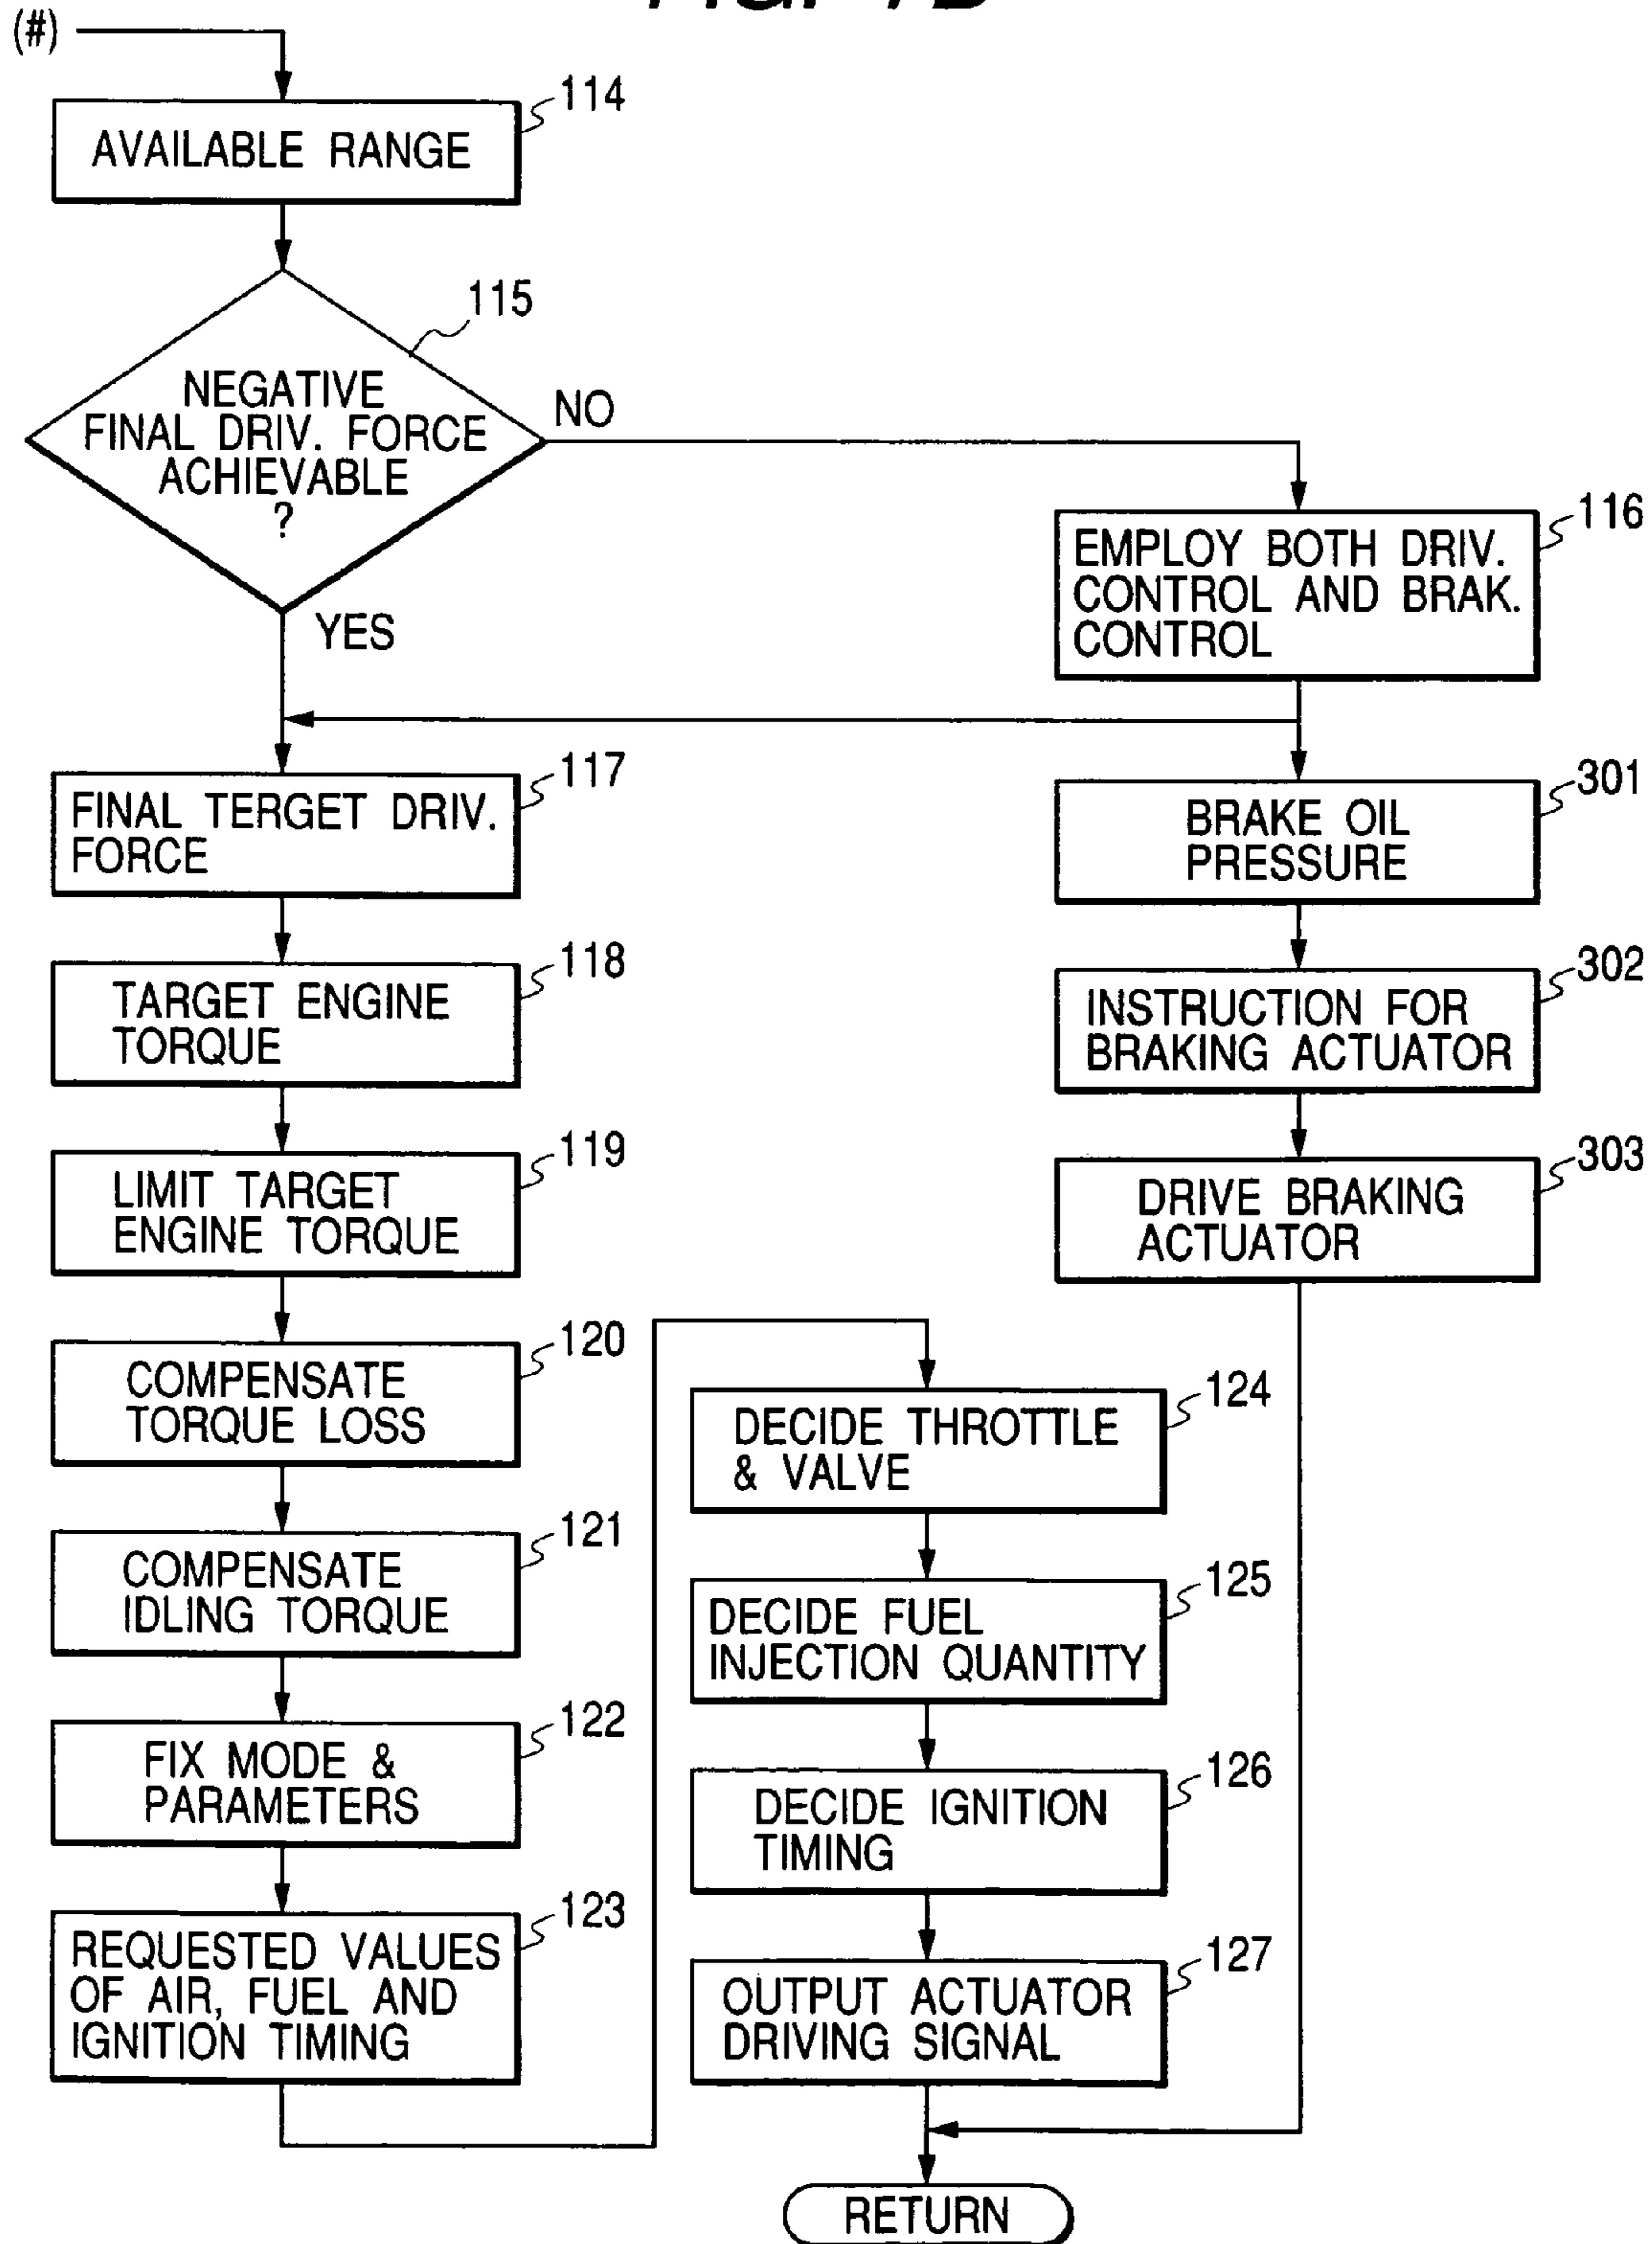 (#)
114
AVAILABLE RANGE
115
NEGATIVE
FINAL DRIV. FORCE
ACHIEVABLE
?
NO
YES
116
EMPLOY BOTH DRIV.
CONTROL AND BRAK.
CONTROL
117
FINAL TERGET DRIV.
FORCE
301
BRAKE OIL
PRESSURE
118
TARGET ENGINE
TORQUE
302
INSTRUCTION FOR
BRAKING ACTUATOR
119
LIMIT TARGET
ENGINE TORQUE
303
DRIVE BRAKING
ACTUATOR
120
COMPENSATE
TORQUE LOSS
121
COMPENSATE
IDLING TORQUE
122
FIX MODE &
PARAMETERS
123
REQUESTED VALUES
OF AIR, FUEL AND
IGNITION TIMING
124
DECIDE THROTTLE
& VALVE
125
DECIDE FUEL
INJECTION QUANTITY
126
DECIDE IGNITION
TIMING
127
OUTPUT ACTUATOR
DRIVING SIGNAL
RETURN